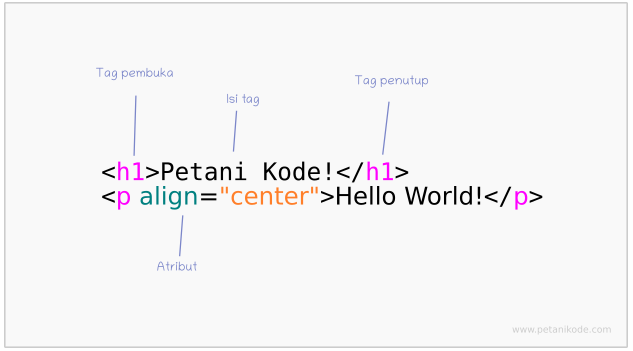 Tag pembuka
Tag penutup
Isi tag
<h1>Petani Kode!</h1>
<p align="center">Hello World!</p>
Atribut
www.petanikode.com